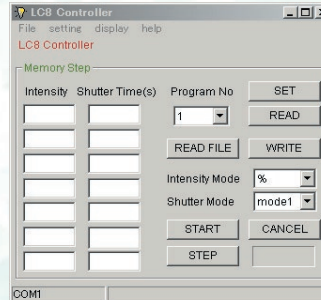 LC8 Controller
File setting display help
LC8 Controller
Memory Step
Intensity Shutter Time(s) Program No SET
1 READ
READ FILE WRITE
Intensity Mode %
Shutter Mode mode1
START CANCEL
STEP
COM1